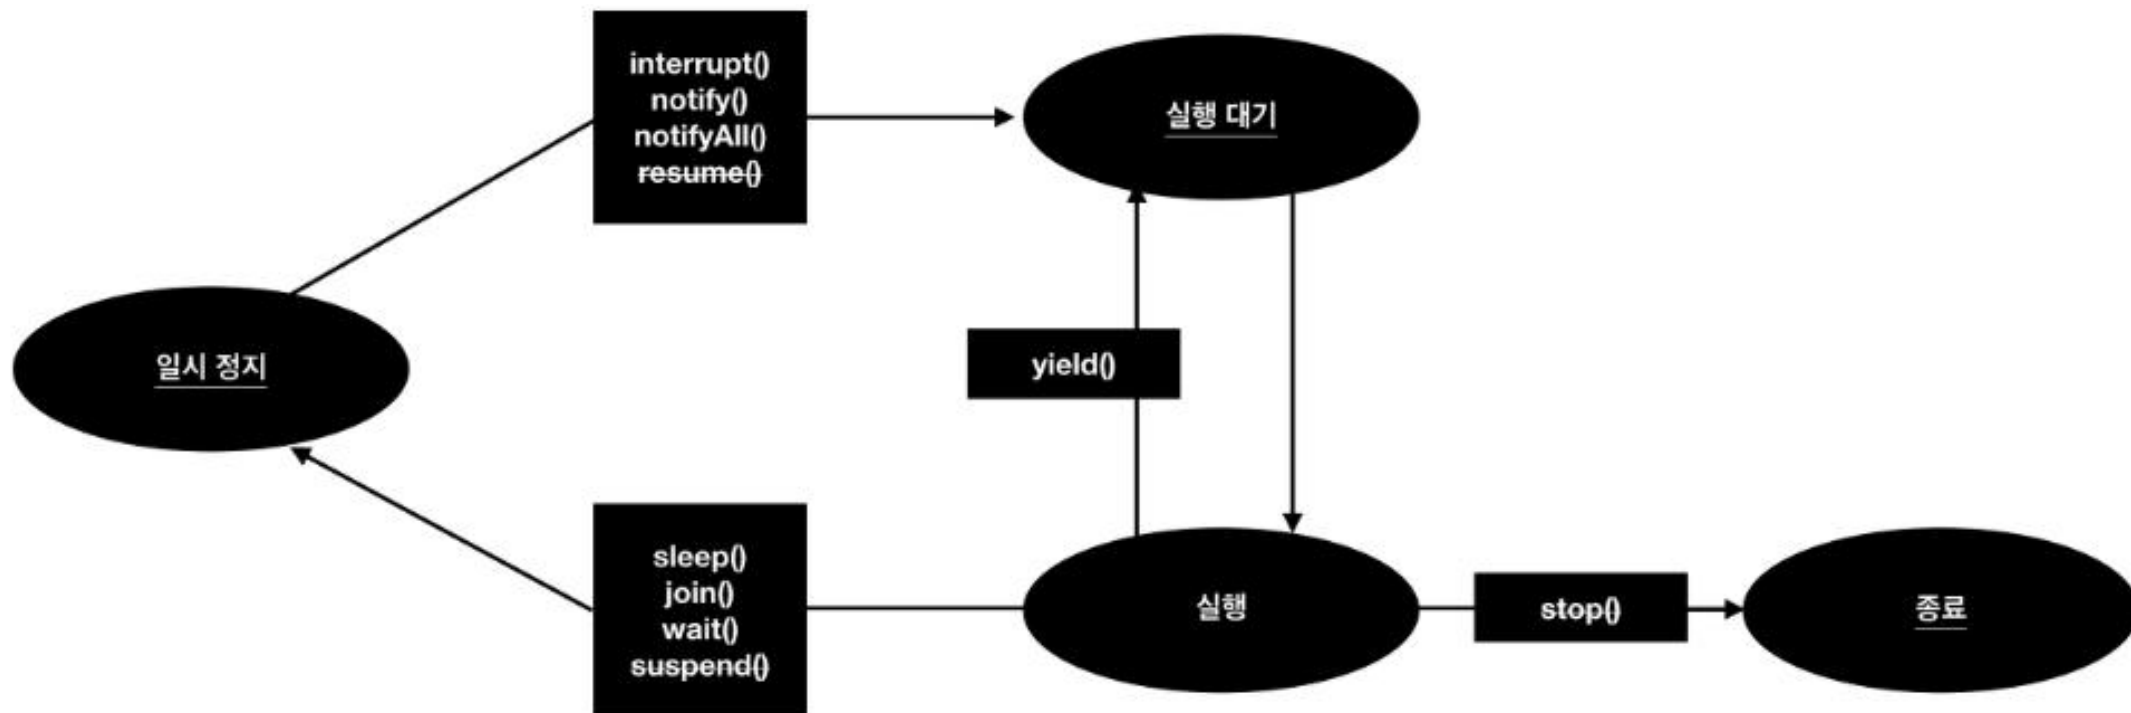 interrupt()
notify()
notifyAll()
resume()
실행 대기
일시 정지
yield()
sleep()
join()
wait()
suspend()
실행
stop()
종료